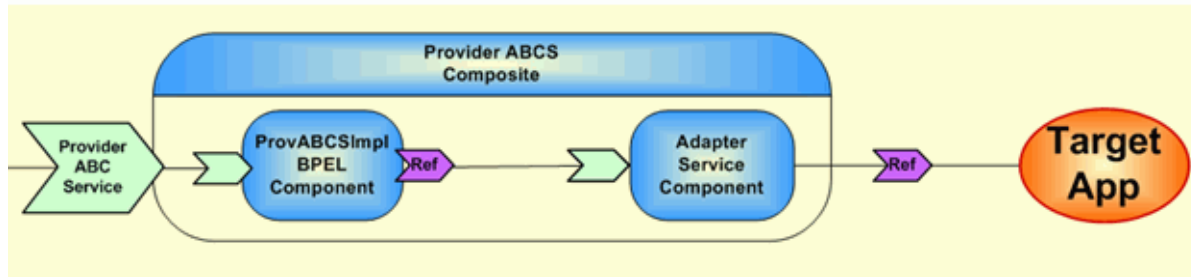 Provider ABCS
Composite
Provider
ABC
Service
ProvABCSImpl
BPEL
Component
Ref
Adapter
Service
Component
Ref
Target
App